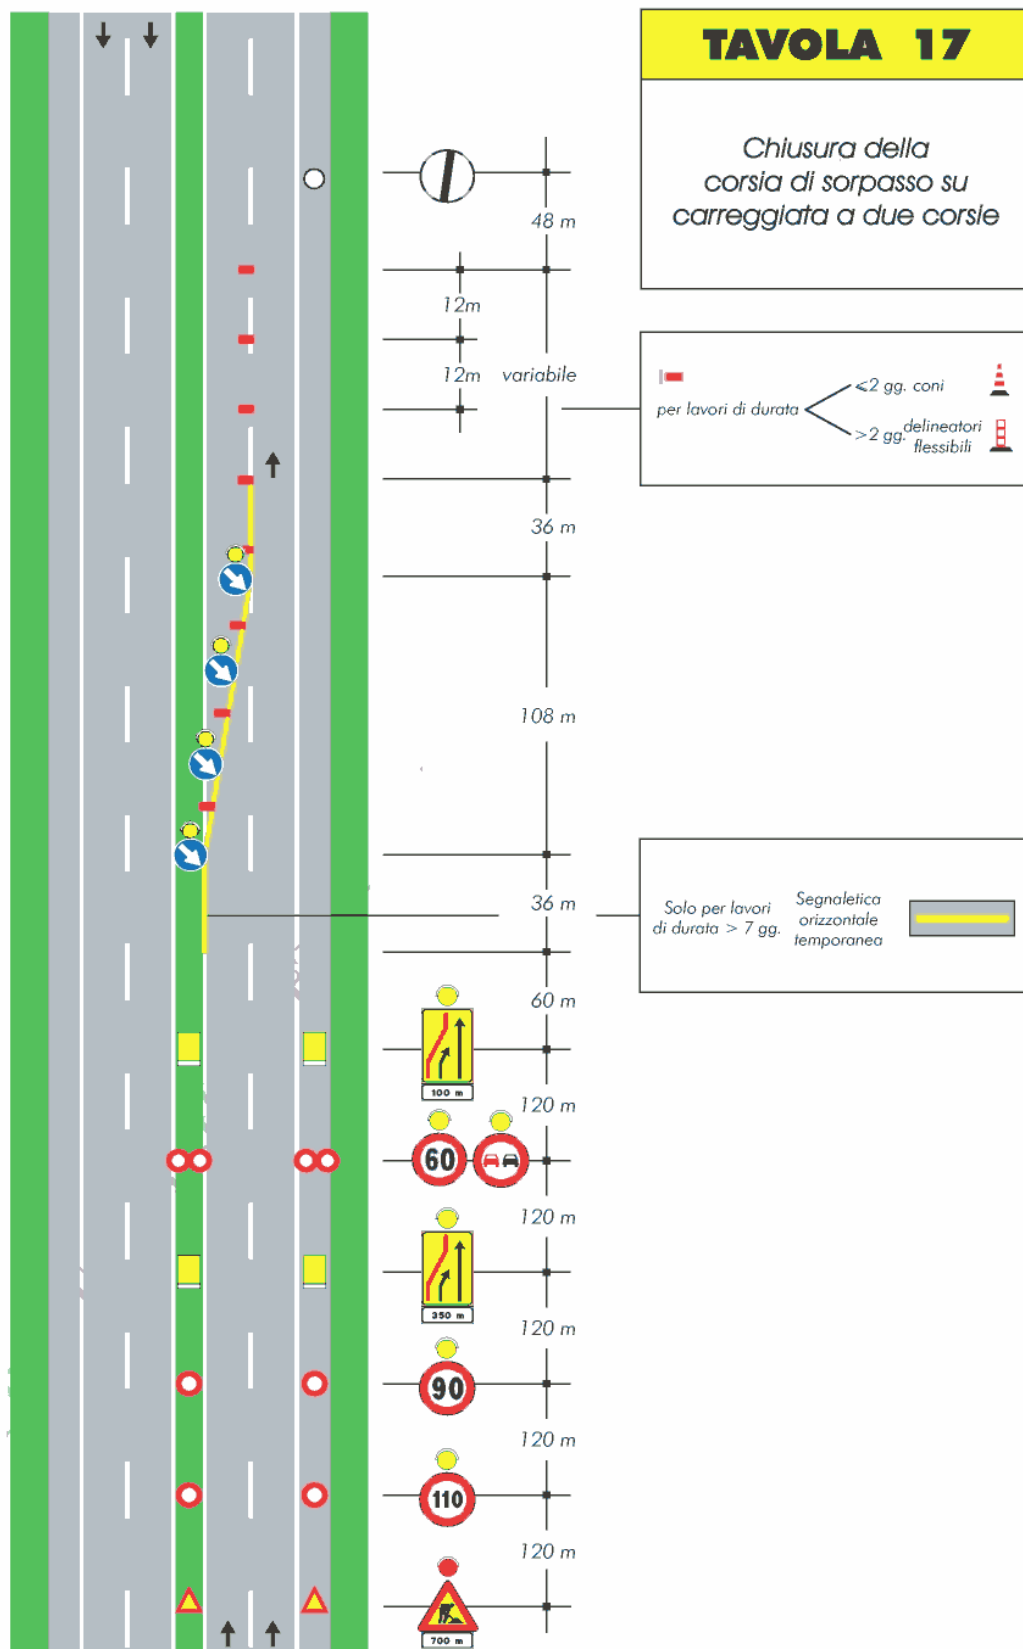 TAVOLA 17
Chiusura della
corsia di sorpasso su
carreggiata a due corsie
48 m
12m
12m
variabile
per lavori di durata
<2 gg. coni
>2 gg. delineatori
flessibili
36 m
108 m
36 m
Solo per lavori
di durata > 7 gg.
Segnaletica
orizzontale
temporanea
60 m
100 m
120 m
60
120 m
350 m
120 m
90
120 m
110
120 m
700 m